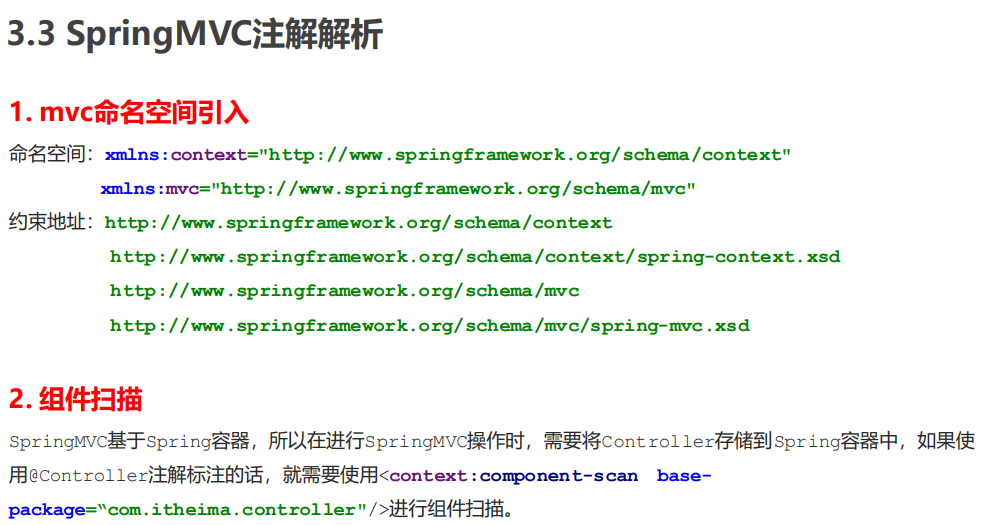 3.3 SpringMVC注解解析
1. mvc命名空间引入
命名空间：xmlns:context="http://www.springframework.org/schema/context"
xmlns:mvc="http://www.springframework.org/schema/mvc"
约束地址：http://www.springframework.org/schema/context
http://www.springframework.org/schema/context/spring-context.xsd
http://www.springframework.org/schema/mvc
http://www.springframework.org/schema/mvc/spring-mvc.xsd
2. 组件扫描
SpringMVC基于Spring容器，所以在进行SpringMVC操作时，需要将Controller存储到Spring容器中，如果使
用@Controller注解标注的话，就需要使用<context:component-scan base-
package=“com.itheima.controller"/>进行组件扫描。